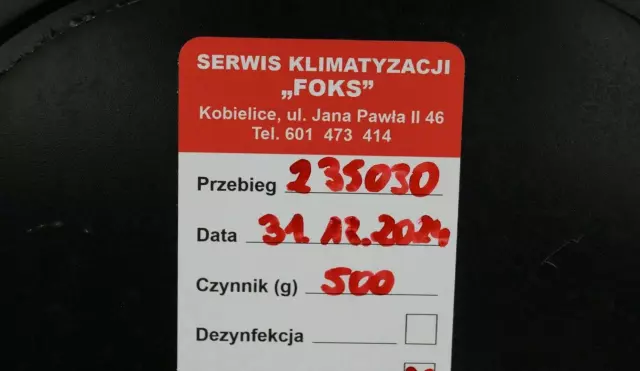 SERWIS KLIMATYZACJI
„FOKS”
Kobielice, ul. Jana Pawła II 46
Tel. 601 473 414
Przebieg 235030
Data 31.12.2024
Czynnik (g) 500
Dezynfekcja